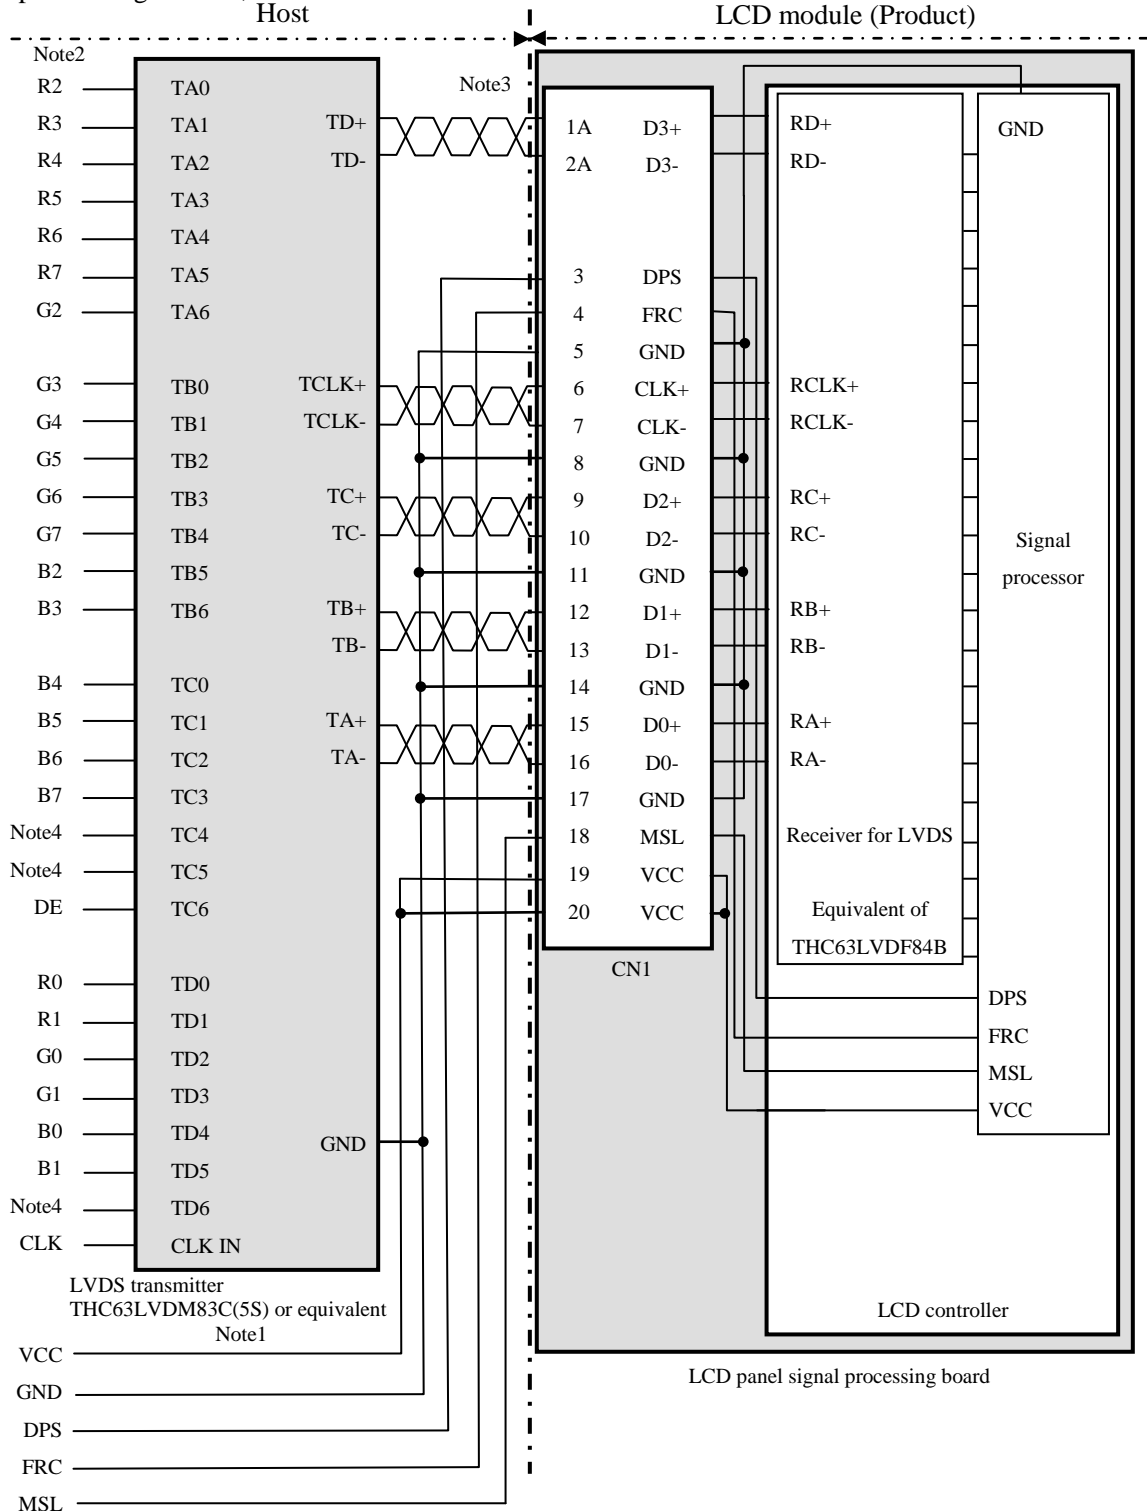 Host
LCD module (Product)
Note2
Note3
R2 TA0
R3 TA1 TD+ 1A D3+ RD+ GND
R4 TA2 TD- 2A D3- RD-
R5 TA3
R6 TA4
R7 TA5 3 DPS
G2 TA6 4 FRC
5 GND
G3 TB0 TCLK+ 6 CLK+ RCLK+
G4 TB1 TCLK- 7 CLK- RCLK-
G5 TB2 8 GND
G6 TB3 TC+ 9 D2+ RC+
G7 TB4 TC- 10 D2- RC- Signal
B2 TB5 11 GND processor
B3 TB6 TB+ 12 D1+ RB+
TB- 13 D1- RB-
B4 TC0 14 GND
B5 TC1 TA+ 15 D0+ RA+
B6 TC2 TA- 16 D0- RA-
B7 TC3 17 GND
Note4 TC4 18 MSL Receiver for LVDS
Note4 TC5 19 VCC
DE TC6 20 VCC Equivalent of
THC63LVDF84B
CN1
R0 TD0 DPS
R1 TD1
G0 TD2 FRC
G1 TD3 MSL
B0 TD4 GND VCC
B1 TD5
Note4 TD6
CLK CLK IN
LVDS transmitter
THC63LVDM83C(5S) or equivalent
Note1
LCD controller
VCC
LCD panel signal processing board
GND
DPS
FRC
MSL